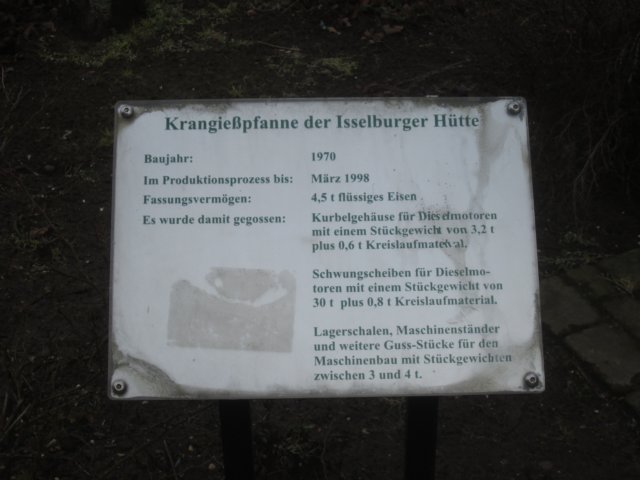 Krangießpfanne der Isselburger Hütte
Baujahr: 1970
Im Produktionsprozess bis: März 1998
Fassungsvermögen: 4,5 t flüssiges Eisen
Es wurde damit gegossen: Kurbelgehäuse für Dieselmotoren
mit einem Stückgewicht von 3,2 t
plus 0,6 t Kreislaufmaterial.
Schwungscheiben für Dieselmo-
toren mit einem Stückgewicht von
30 t plus 0,8 t Kreislaufmaterial.
Lagerschalen, Maschinenständer
und weitere Guss-Stücke für den
Maschinenbau mit Stückgewichten
zwischen 3 und 4 t.